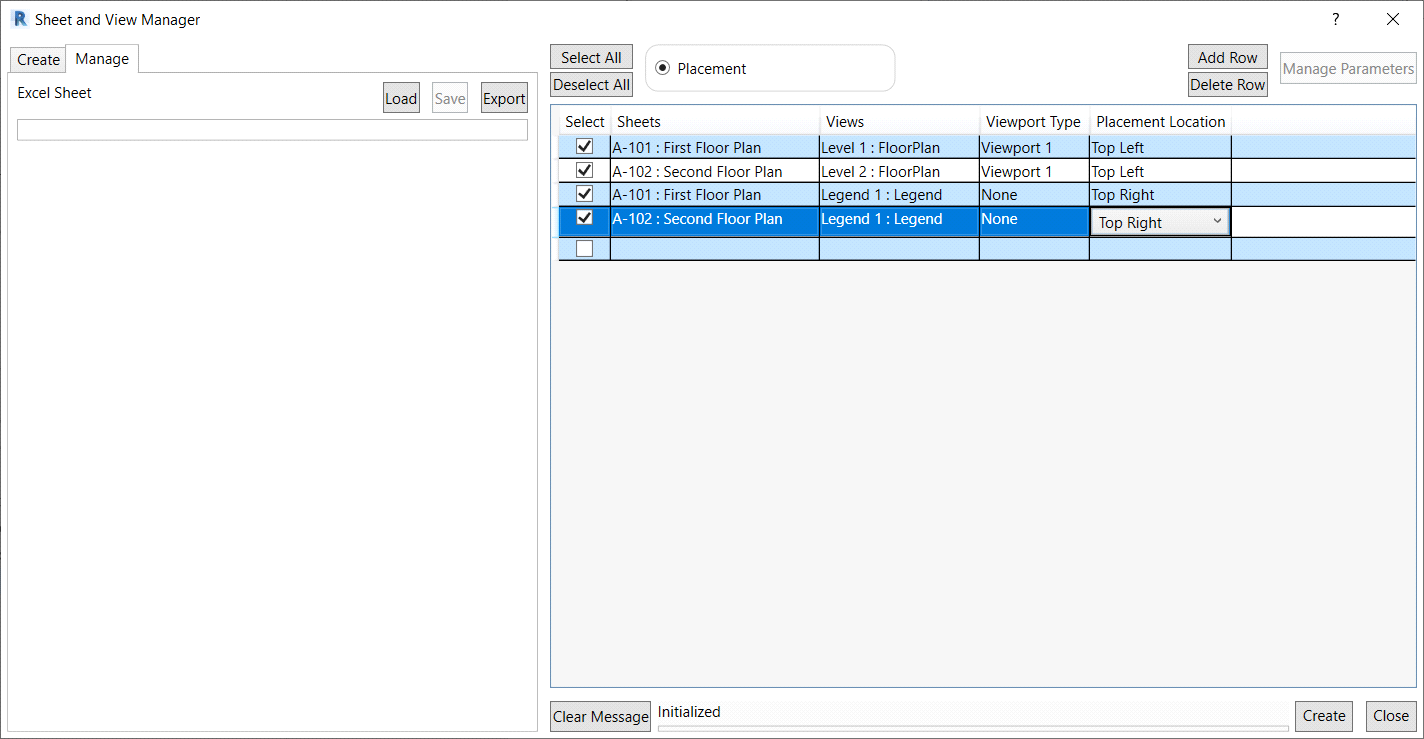 Sheet and View Manager
?
Create
Manage
Excel Sheet
Load
Save
Export
Select All
Deselect All
Placement
Add Row
Delete Row
Manage Parameters
Select Sheets Views Viewport Type Placement Location
A-101 : First Floor Plan Level 1 : FloorPlan Viewport 1 Top Left
A-102 : Second Floor Plan Level 2 : FloorPlan Viewport 1 Top Left
A-101 : First Floor Plan Legend 1 : Legend None Top Right
A-102 : Second Floor Plan Legend 1 : Legend None Top Right
Clear Message
Initialized
Create
Close